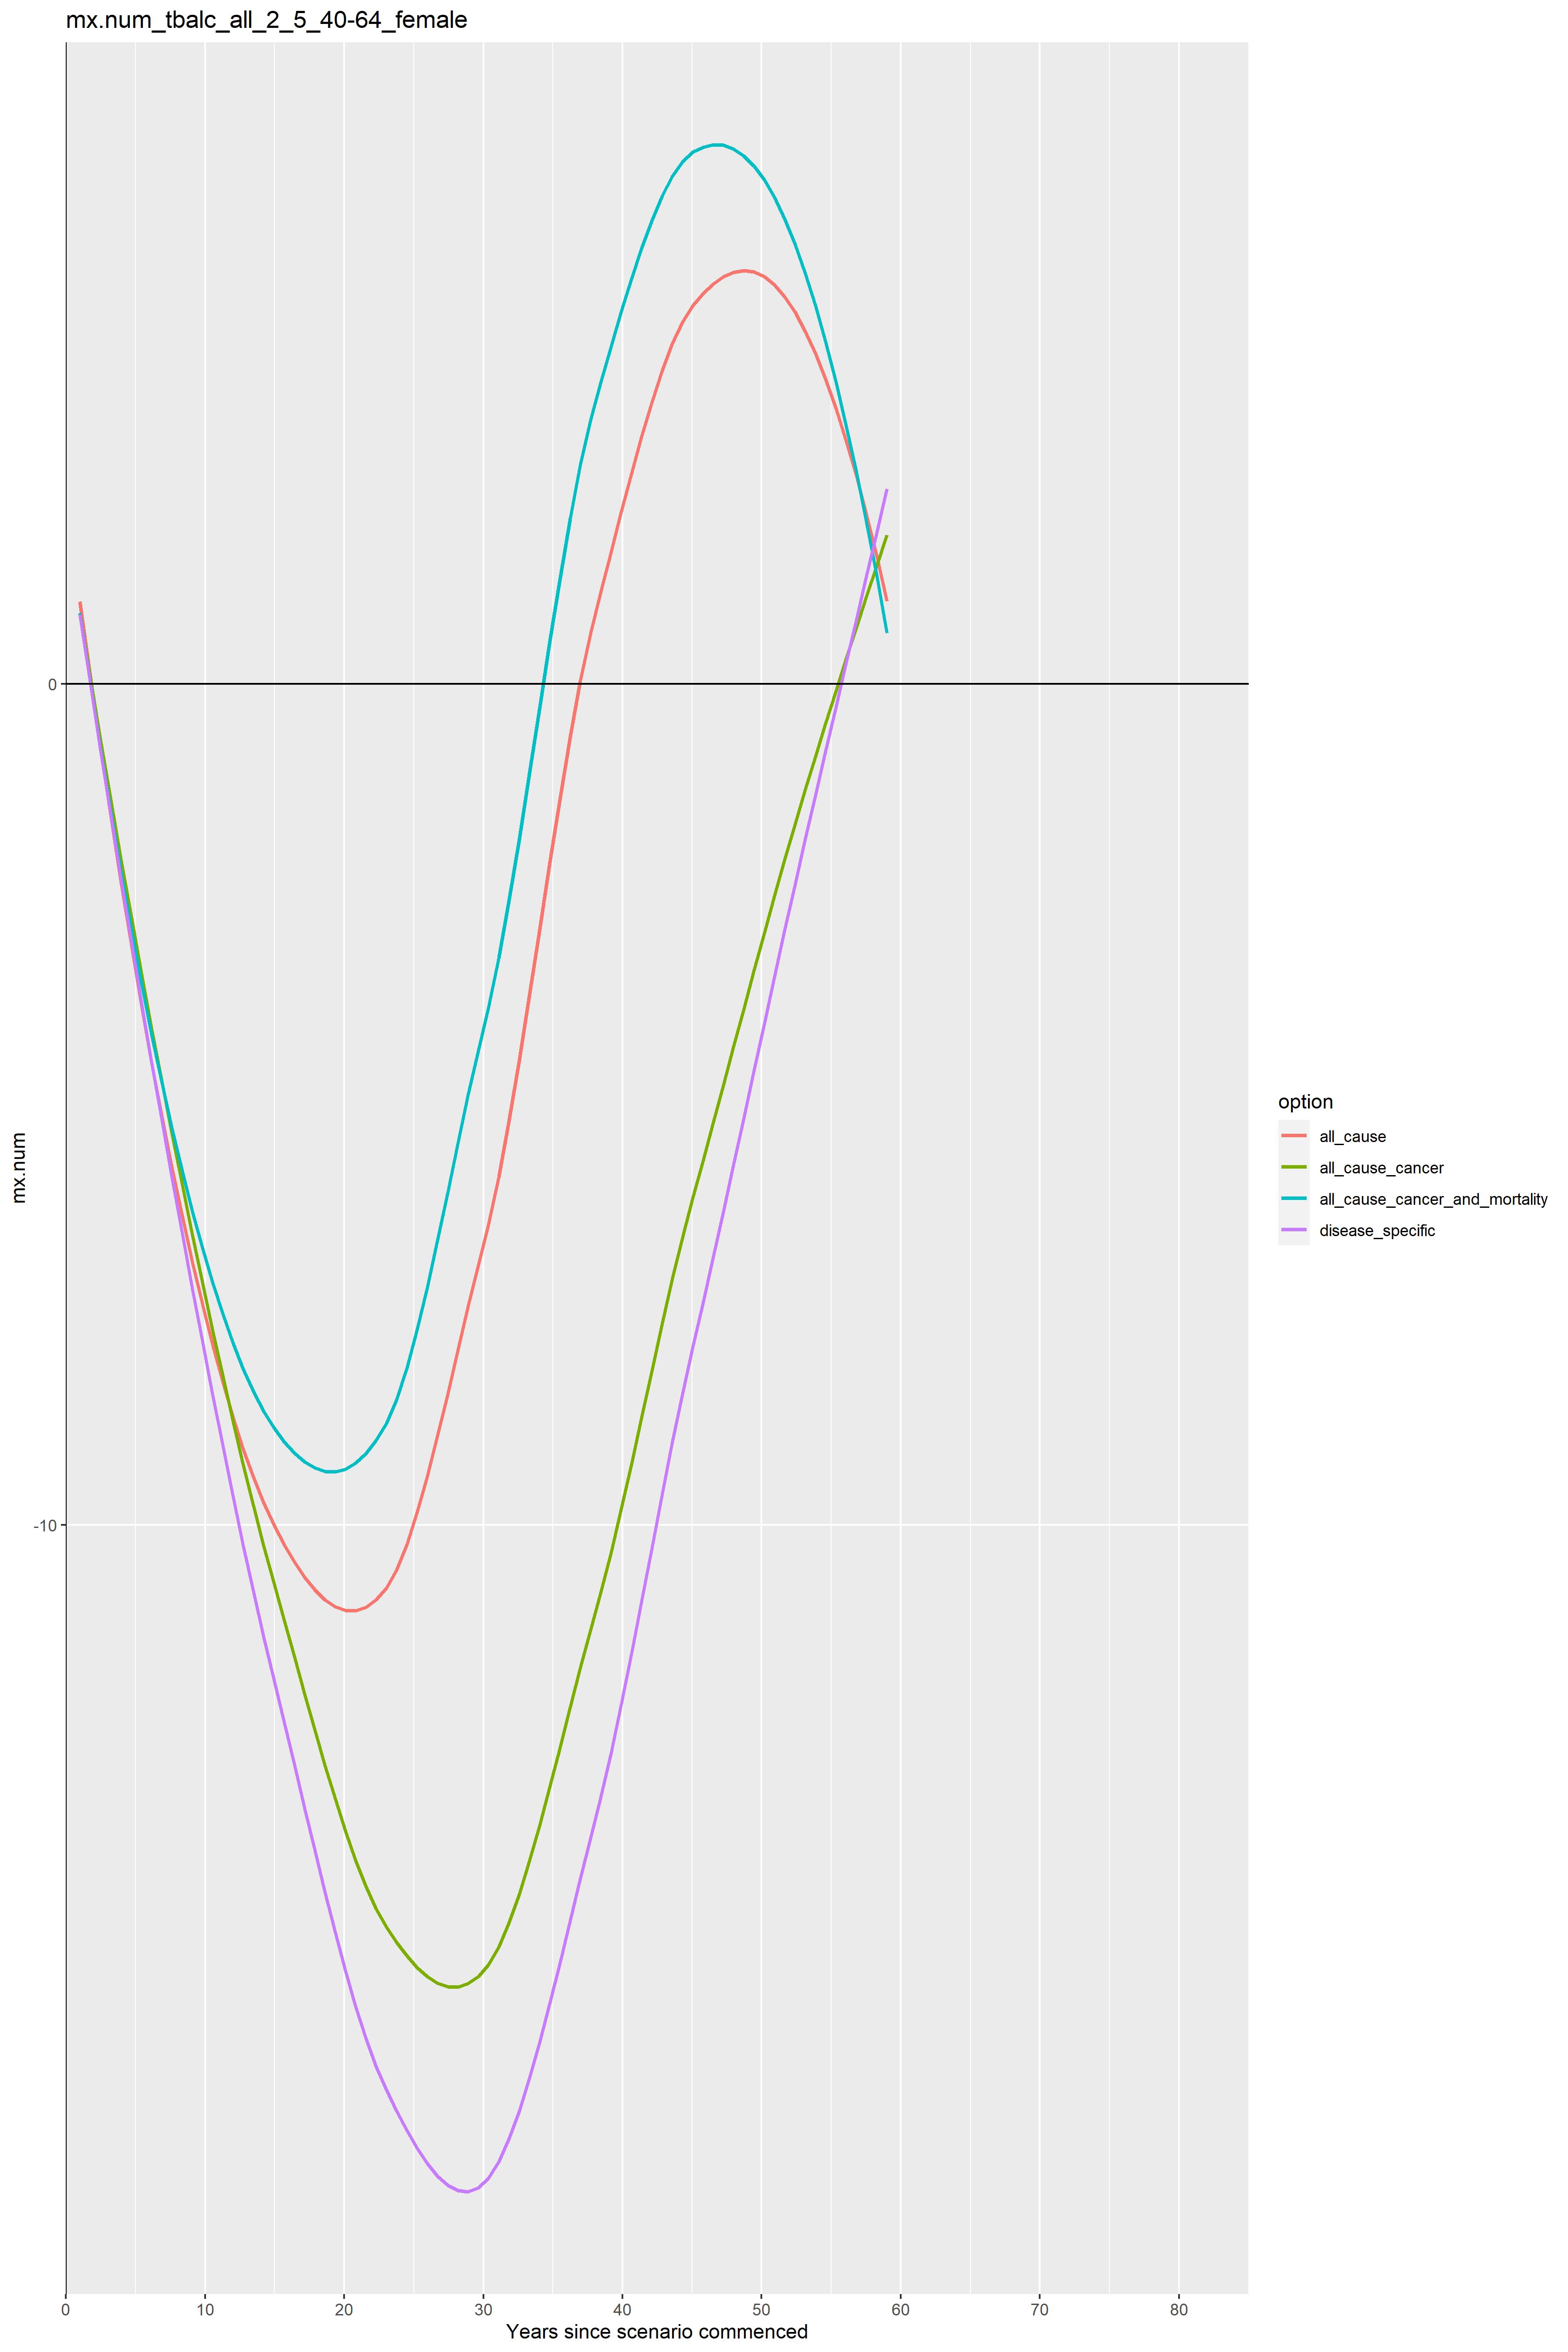 mx.num_tbalc_all_2_5_40-64_female
mx.num
0
-10
0 10 20 30 40 50 60 70 80
Years since scenario commenced
option
all_cause
all_cause_cancer
all_cause_cancer_and_mortality
disease_specific